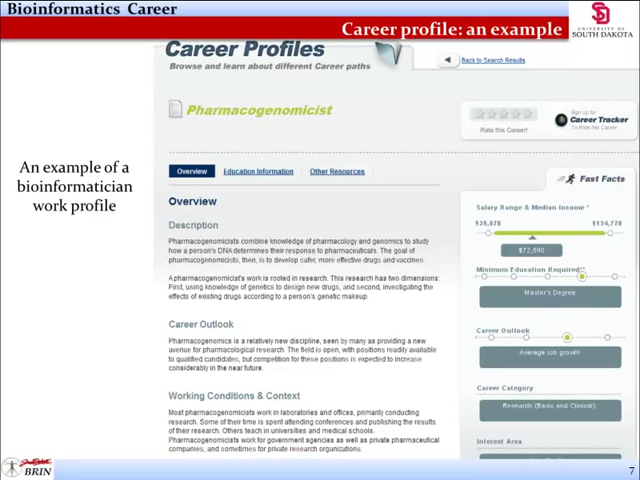 Bioinformatics Career
Career profile: an example
UNIVERSITY OF
SOUTH DAKOTA
Career Profiles
Browse and learn about different Career paths
Back to Search Results
Pharmacogenomicist
Rate this Career!
Sign up for
Career Tracker
To Rate this Career
An example of a
bioinformatician
work profile
Overview
Education Information
Other Resources
Fast Facts
Overview
Description
Pharmacogenomicists combine knowledge of pharmacology and genomics to study
how a person's DNA determines their response to pharmaceuticals. The goal of
pharmacogenomicists, then, is to develop safer, more effective drugs and vaccines.
A pharmacogenomicist's work is rooted in research. This research has two dimensions:
First, using knowledge of genetics to design new drugs, and second, investigating the
effects of existing drugs according to a person's genetic makeup.
Career Outlook
Pharmacogenomics is a relatively new discipline, seen by many as providing a new
avenue for pharmacological research. The field is open, with positions readily available
to qualified candidates, but competition for these positions is expected to increase
considerably in the near future.
Working Conditions & Context
Most pharmacogenomicists work in laboratories and offices, primarily conducting
research. Some of their time is spent attending conferences and publishing the results
of their research. Others teach in universities and medical schools.
Pharmacogenomicists work for government agencies as well as private pharmaceutical
companies, and sometimes for private research organizations.
Salary Range & Median Income *
$134,770
$72,590
Minimum Education Required**
Master's Degree
Career Outlook
Average job growth
Career Category
Research (Basic and Clinical)
Interest Area
BRIN
7